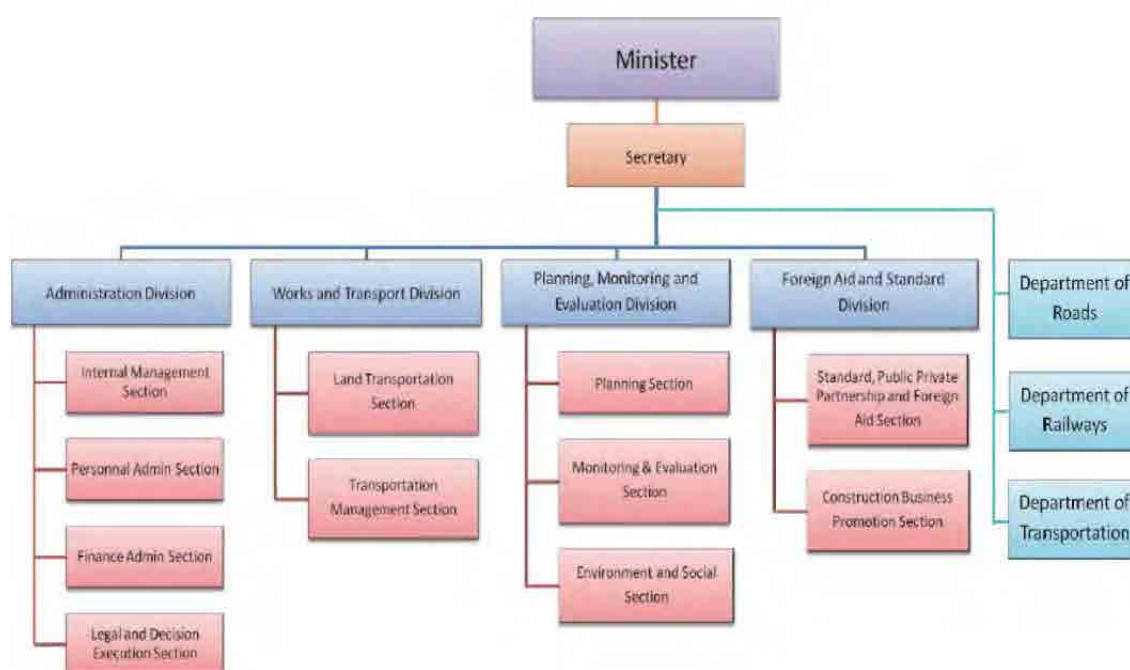 Minister
Secretary
Administration Division
Internal Management
Section
Personnal Admin Section
Finance Admin Section
Legal and Decision
Execution Section
Works and Transport Division
Land Transportation
Section
Transportation
Management Section
Planning, Monitoring and
Evaluation Division
Planning Section
Monitoring & Evaluation
Section
Environment and Social
Section
Foreign Aid and Standard
Division
Standard, Public Private
Partnership and Foreign
Aid Section
Construction Business
Promotion Section
Department of
Roads
Department of
Railways
Department of
Transportation